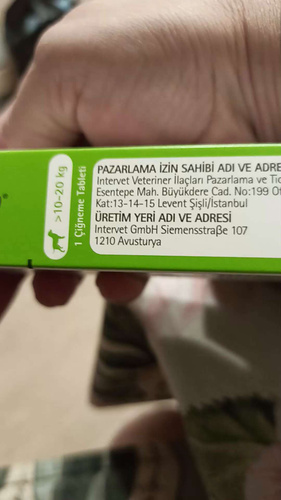 >10-20 kg
1 Çiğneme Tableti
PAZARLAMA İZİN SAHİBİ ADI VE
Intervet Veteriner İlaçları Pazarlama ve
Esentepe Mah. Büyükdere Cad. No:199
Kat:13-14-15 Levent Şişli/İstanbul
ÜRETİM YERİ ADI VE ADRESİ
Intervet GmbH Siemensstraße 107
1210 Avusturya